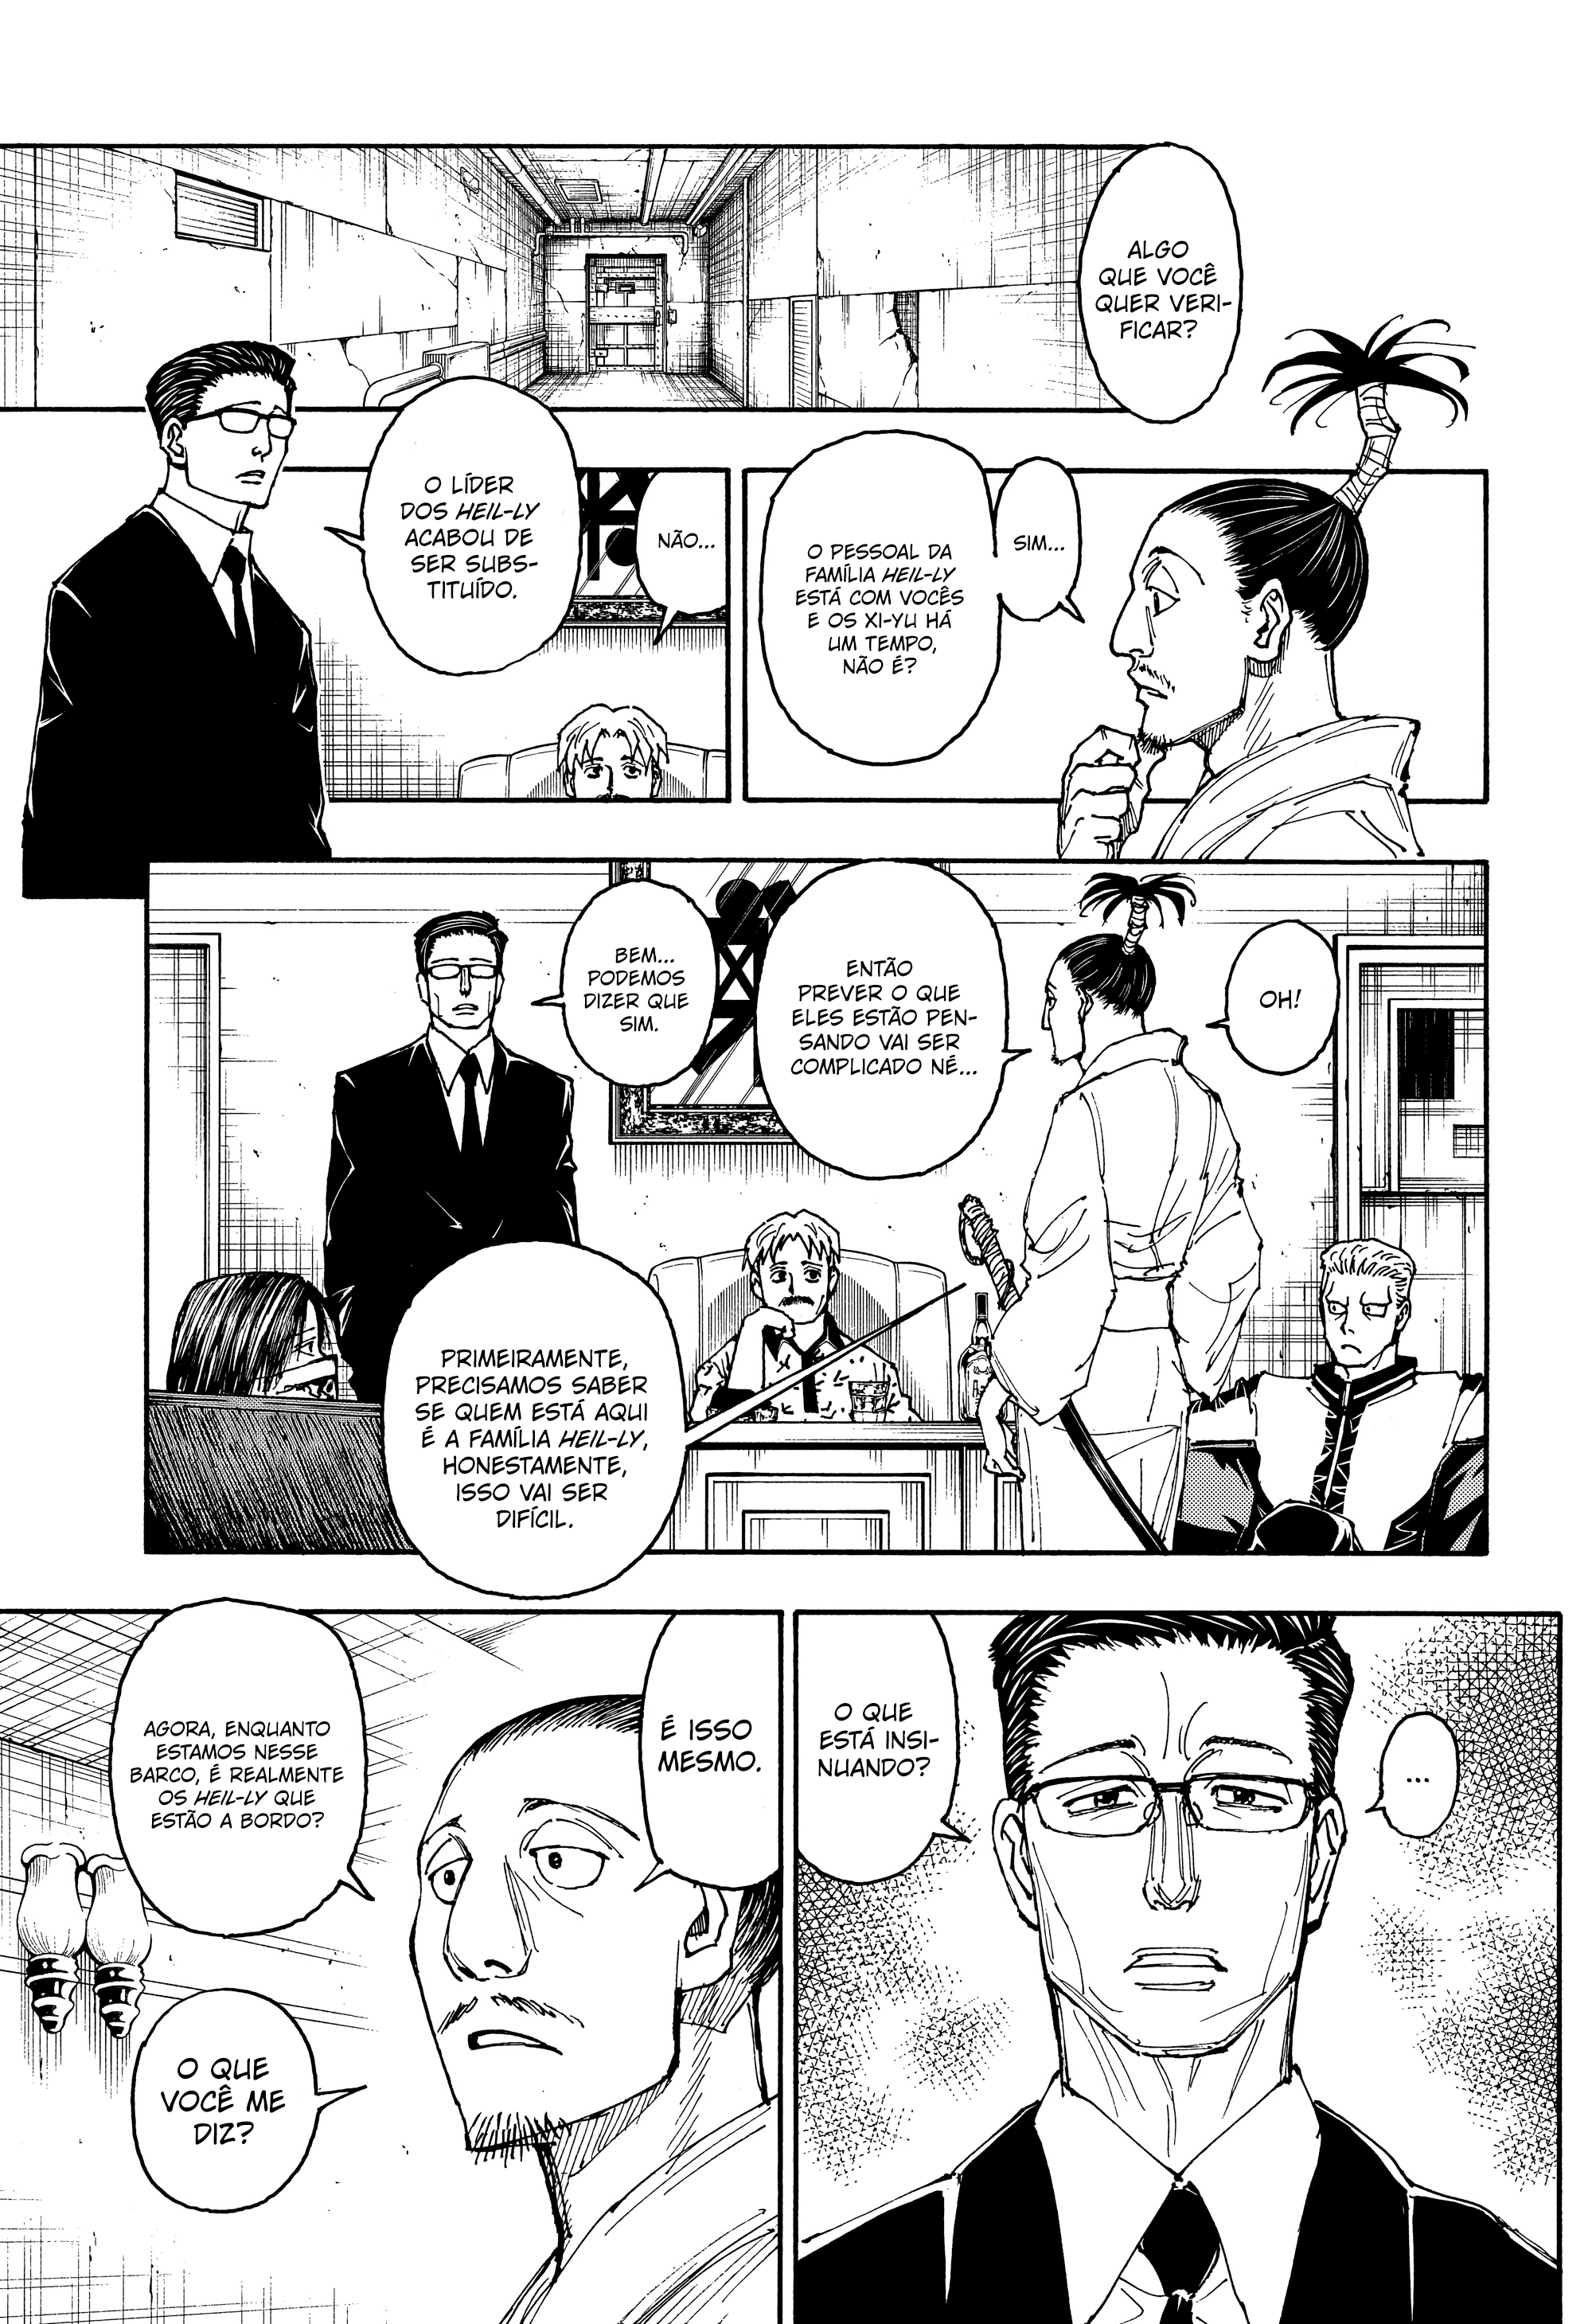 ALGO
QUE VOCÊ
QUER VERI-
FICAR?
SIM...
O PESSOAL DA
FAMÍLIA HEIL-LY
ESTÁ COM VOCÊS
E OS XI-YU HÁ
UM TEMPO,
NÃO É?
NÃO...
O LÍDER
DOS HEIL-LY
ACABOU DE
SER SUBS-
TITUÍDO.
OH!
ENTÃO
PREVER O QUE
ELES ESTÃO PEN-
SANDO VAI SER
COMPLICADO NÉ...
BEM...
PODEMOS
DIZER QUE
SIM.
PRIMEIRAMENTE,
PRECISAMOS SABER
SE QUEM ESTÁ AQUI
É A FAMÍLIA HEIL-LY,
HONESTAMENTE,
ISSO VAI SER
DIFÍCIL.
...
O QUE
ESTÁ INSI-
NUANDO?
É ISSO
MESMO.
AGORA, ENQUANTO
ESTAMOS NESSE
BARCO, É REALMENTE
OS HEIL-LY QUE
ESTÃO A BORDO?
O QUE
VOCÊ ME
DIZ?